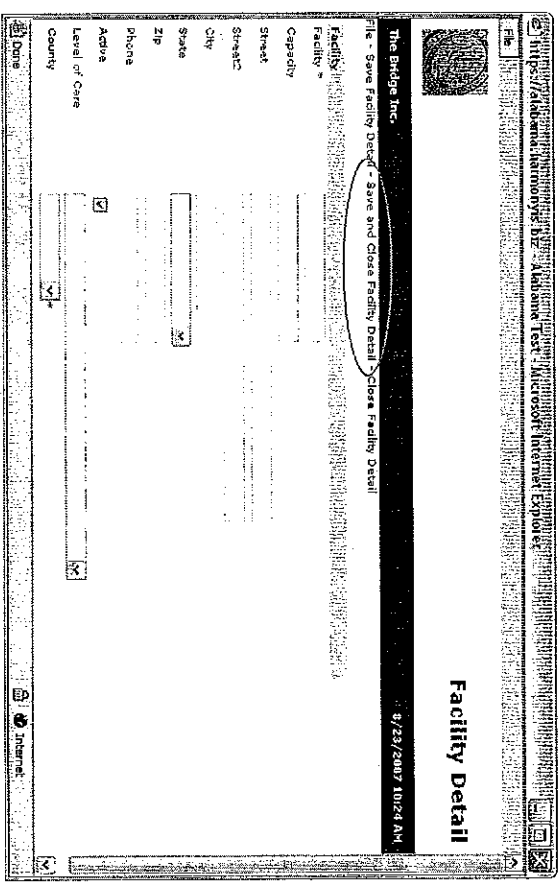 https://alabama.harmonyis.biz - Alabama Test - Microsoft Internet Explorer
File
Facility Detail
The Bridge Inc. 8/23/2007 10:24 AM
File - Save Facility Detail - Save and Close Facility Detail - Close Facility Detail
Facility
Facility *
Capacity
Street
Street2
City
State
Zip
Phone
Active
Level of Care
County *
Done Internet